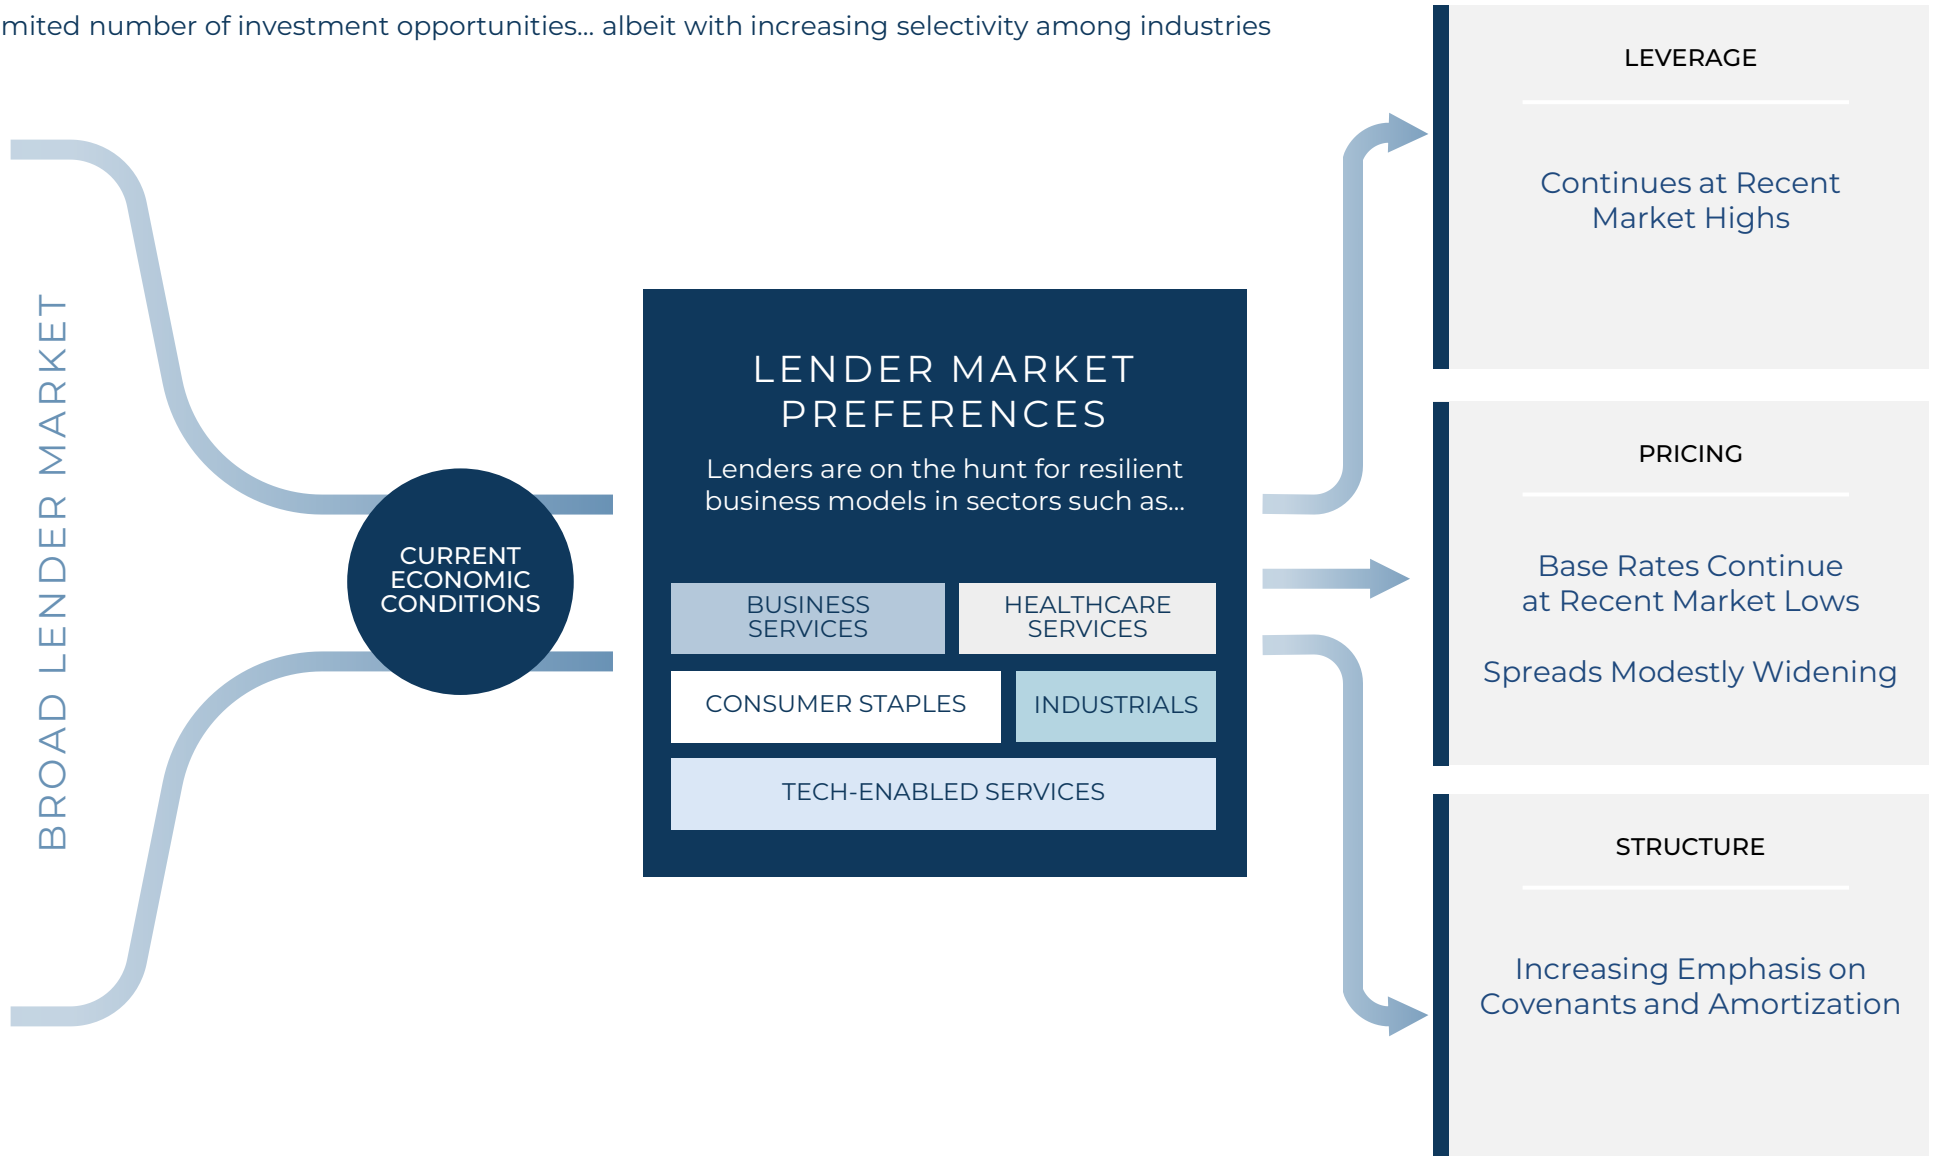 mited number of investment opportunities... albeit with increasing selectivity among industries
BROAD LENDER MARKET
CURRENT
ECONOMIC
CONDITIONS
LENDER MARKET
PREFERENCES
Lenders are on the hunt for resilient
business models in sectors such as...
BUSINESS
SERVICES
HEALTHCARE
SERVICES
CONSUMER STAPLES
INDUSTRIALS
TECH-ENABLED SERVICES
LEVERAGE
Continues at Recent
Market Highs
PRICING
Base Rates Continue
at Recent Market Lows
Spreads Modestly Widening
STRUCTURE
Increasing Emphasis on
Covenants and Amortization